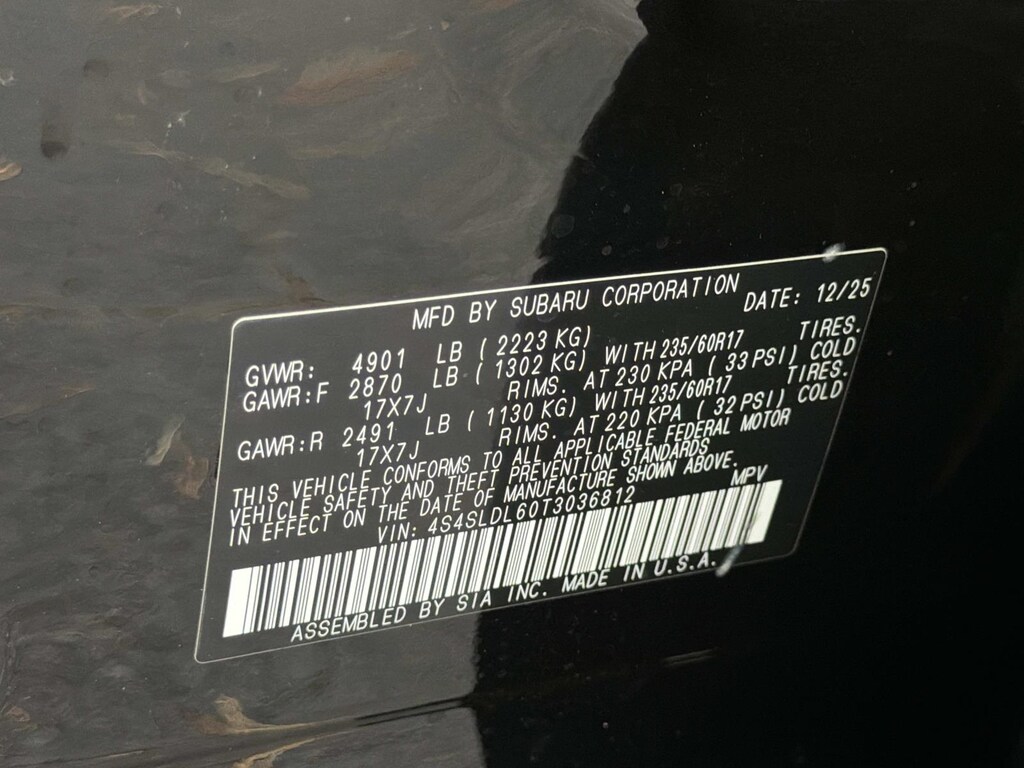 MFD BY SUBARU CORPORATION DATE: 12/25
GVWR: 4901 LB ( 2223 KG)
GAWR:F 2870 LB ( 1302 KG) WITH 235/60R17 TIRES.
17X7J RIMS. AT 230 KPA ( 33 PSI) COLD
GAWR:R 2491 LB ( 1130 KG) WITH 235/60R17 TIRES.
17X7J RIMS. AT 220 KPA ( 32 PSI) COLD
THIS VEHICLE CONFORMS TO ALL APPLICABLE FEDERAL MOTOR
VEHICLE SAFETY AND THEFT PREVENTION STANDARDS
IN EFFECT ON THE DATE OF MANUFACTURE SHOWN ABOVE.
VIN: 4S4SLDL60T3036812 MPV
ASSEMBLED BY SIA INC. MADE IN U.S.A.